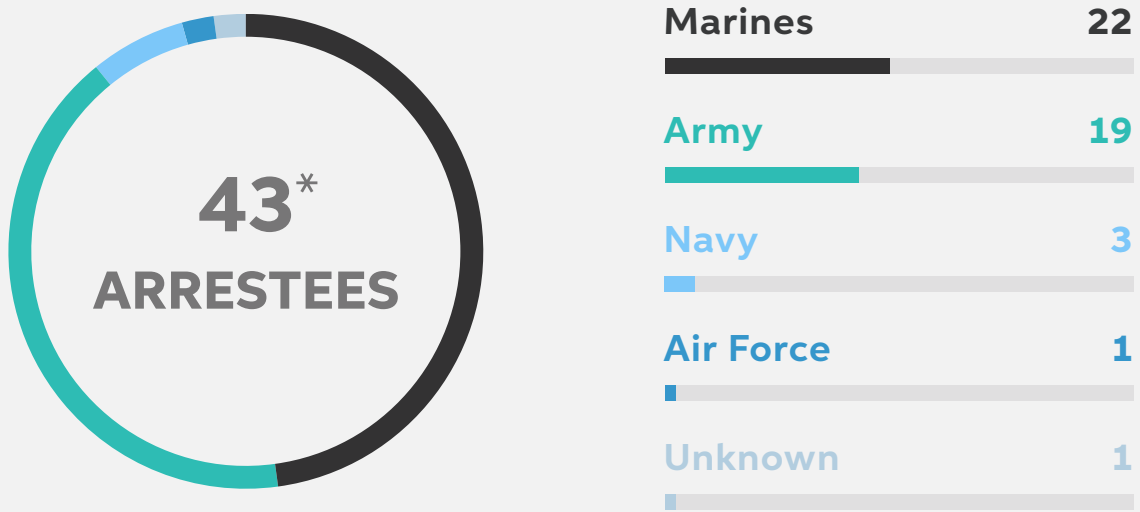 43*
ARRESTEES
Marines 22
Army 19
Navy 3
Air Force 1
Unknown 1